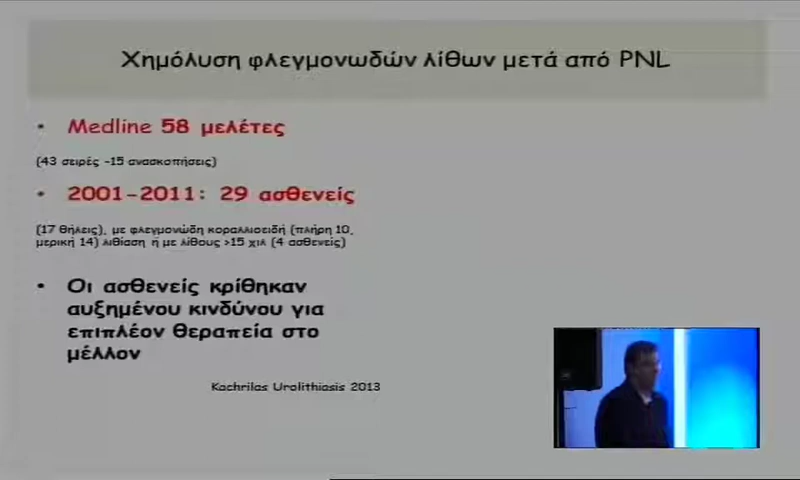 Χημόλυση φλεγμονωδών λίθων μετά από PNL
• Medline 58 μελέτες
(43 σειρές -15 ανασκοπήσεις)
• 2001-2011: 29 ασθενείς
(17 θήλεις), με φλεγμονώδη κοραλλιοειδή (πλήρη 10,
μερική 14) λιθίαση ή με λίθους >15 χιλ (4 ασθενείς)
• Οι ασθενείς κρίθηκαν
αυξημένου κινδύνου για
επιπλέον θεραπεία στο
μέλλον
Kachrilas Urolithiasis 2013